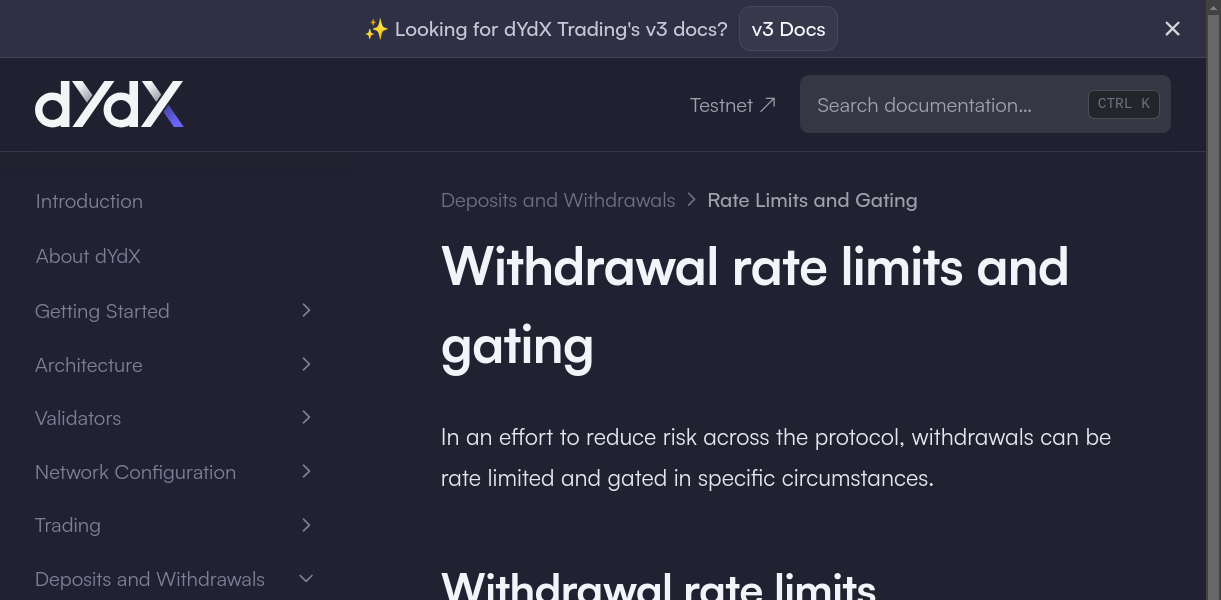 ✨ Looking for dYdX Trading's v3 docs? v3 Docs
dYdX
Testnet ↗ Search documentation... CTRL K
Introduction
About dYdX
Getting Started
Architecture
Validators
Network Configuration
Trading
Deposits and Withdrawals
Deposits and Withdrawals > Rate Limits and Gating
Withdrawal rate limits and
gating
In an effort to reduce risk across the protocol, withdrawals can be
rate limited and gated in specific circumstances.
Withdrawal rate limits